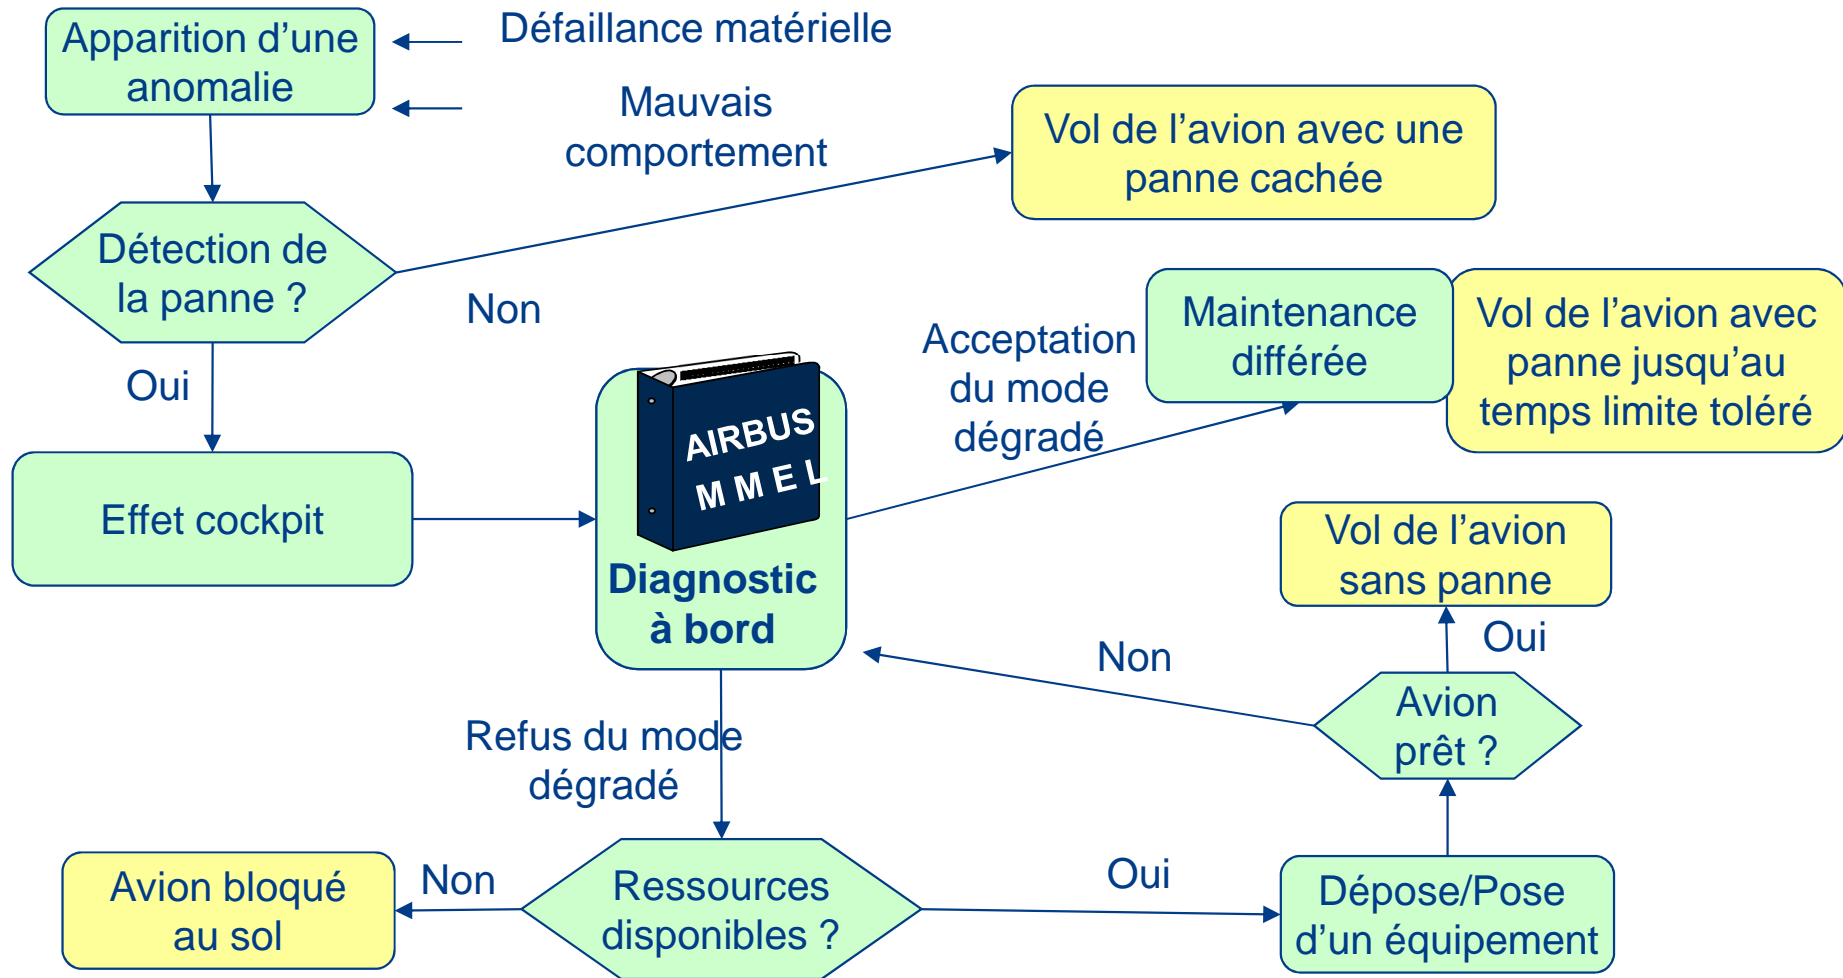 Apparition d’une
anomalie
Défaillance matérielle
Mauvais
comportement
Vol de l’avion avec une
panne cachée
Détection de
la panne ?
Non
Oui
Acceptation
du mode
dégradé
Maintenance
différée
Vol de l’avion avec
panne jusqu’au
temps limite toléré
Effet cockpit
AIRBUS
M M E L
Diagnostic
à bord
Vol de l’avion
sans panne
Oui
Non
Avion
prêt ?
Refus du mode
dégradé
Avion bloqué
au sol
Non
Ressources
disponibles ?
Oui
Dépose/Pose
d’un équipement